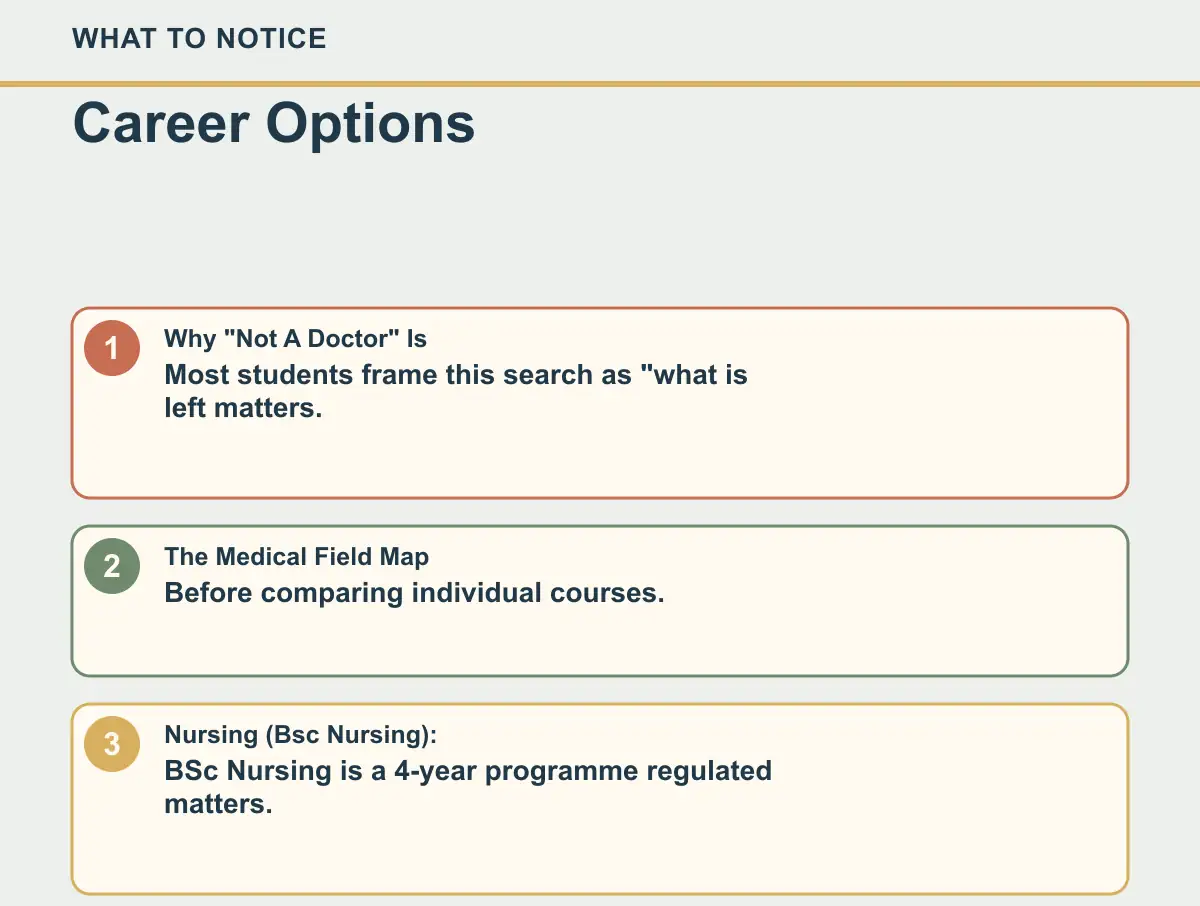 WHAT TO NOTICE
Career Options
1
Why "Not A Doctor" Is
Most students frame this search as "what is
left matters.
2
The Medical Field Map
Before comparing individual courses.
3
Nursing (Bsc Nursing):
BSc Nursing is a 4-year programme regulated
matters.